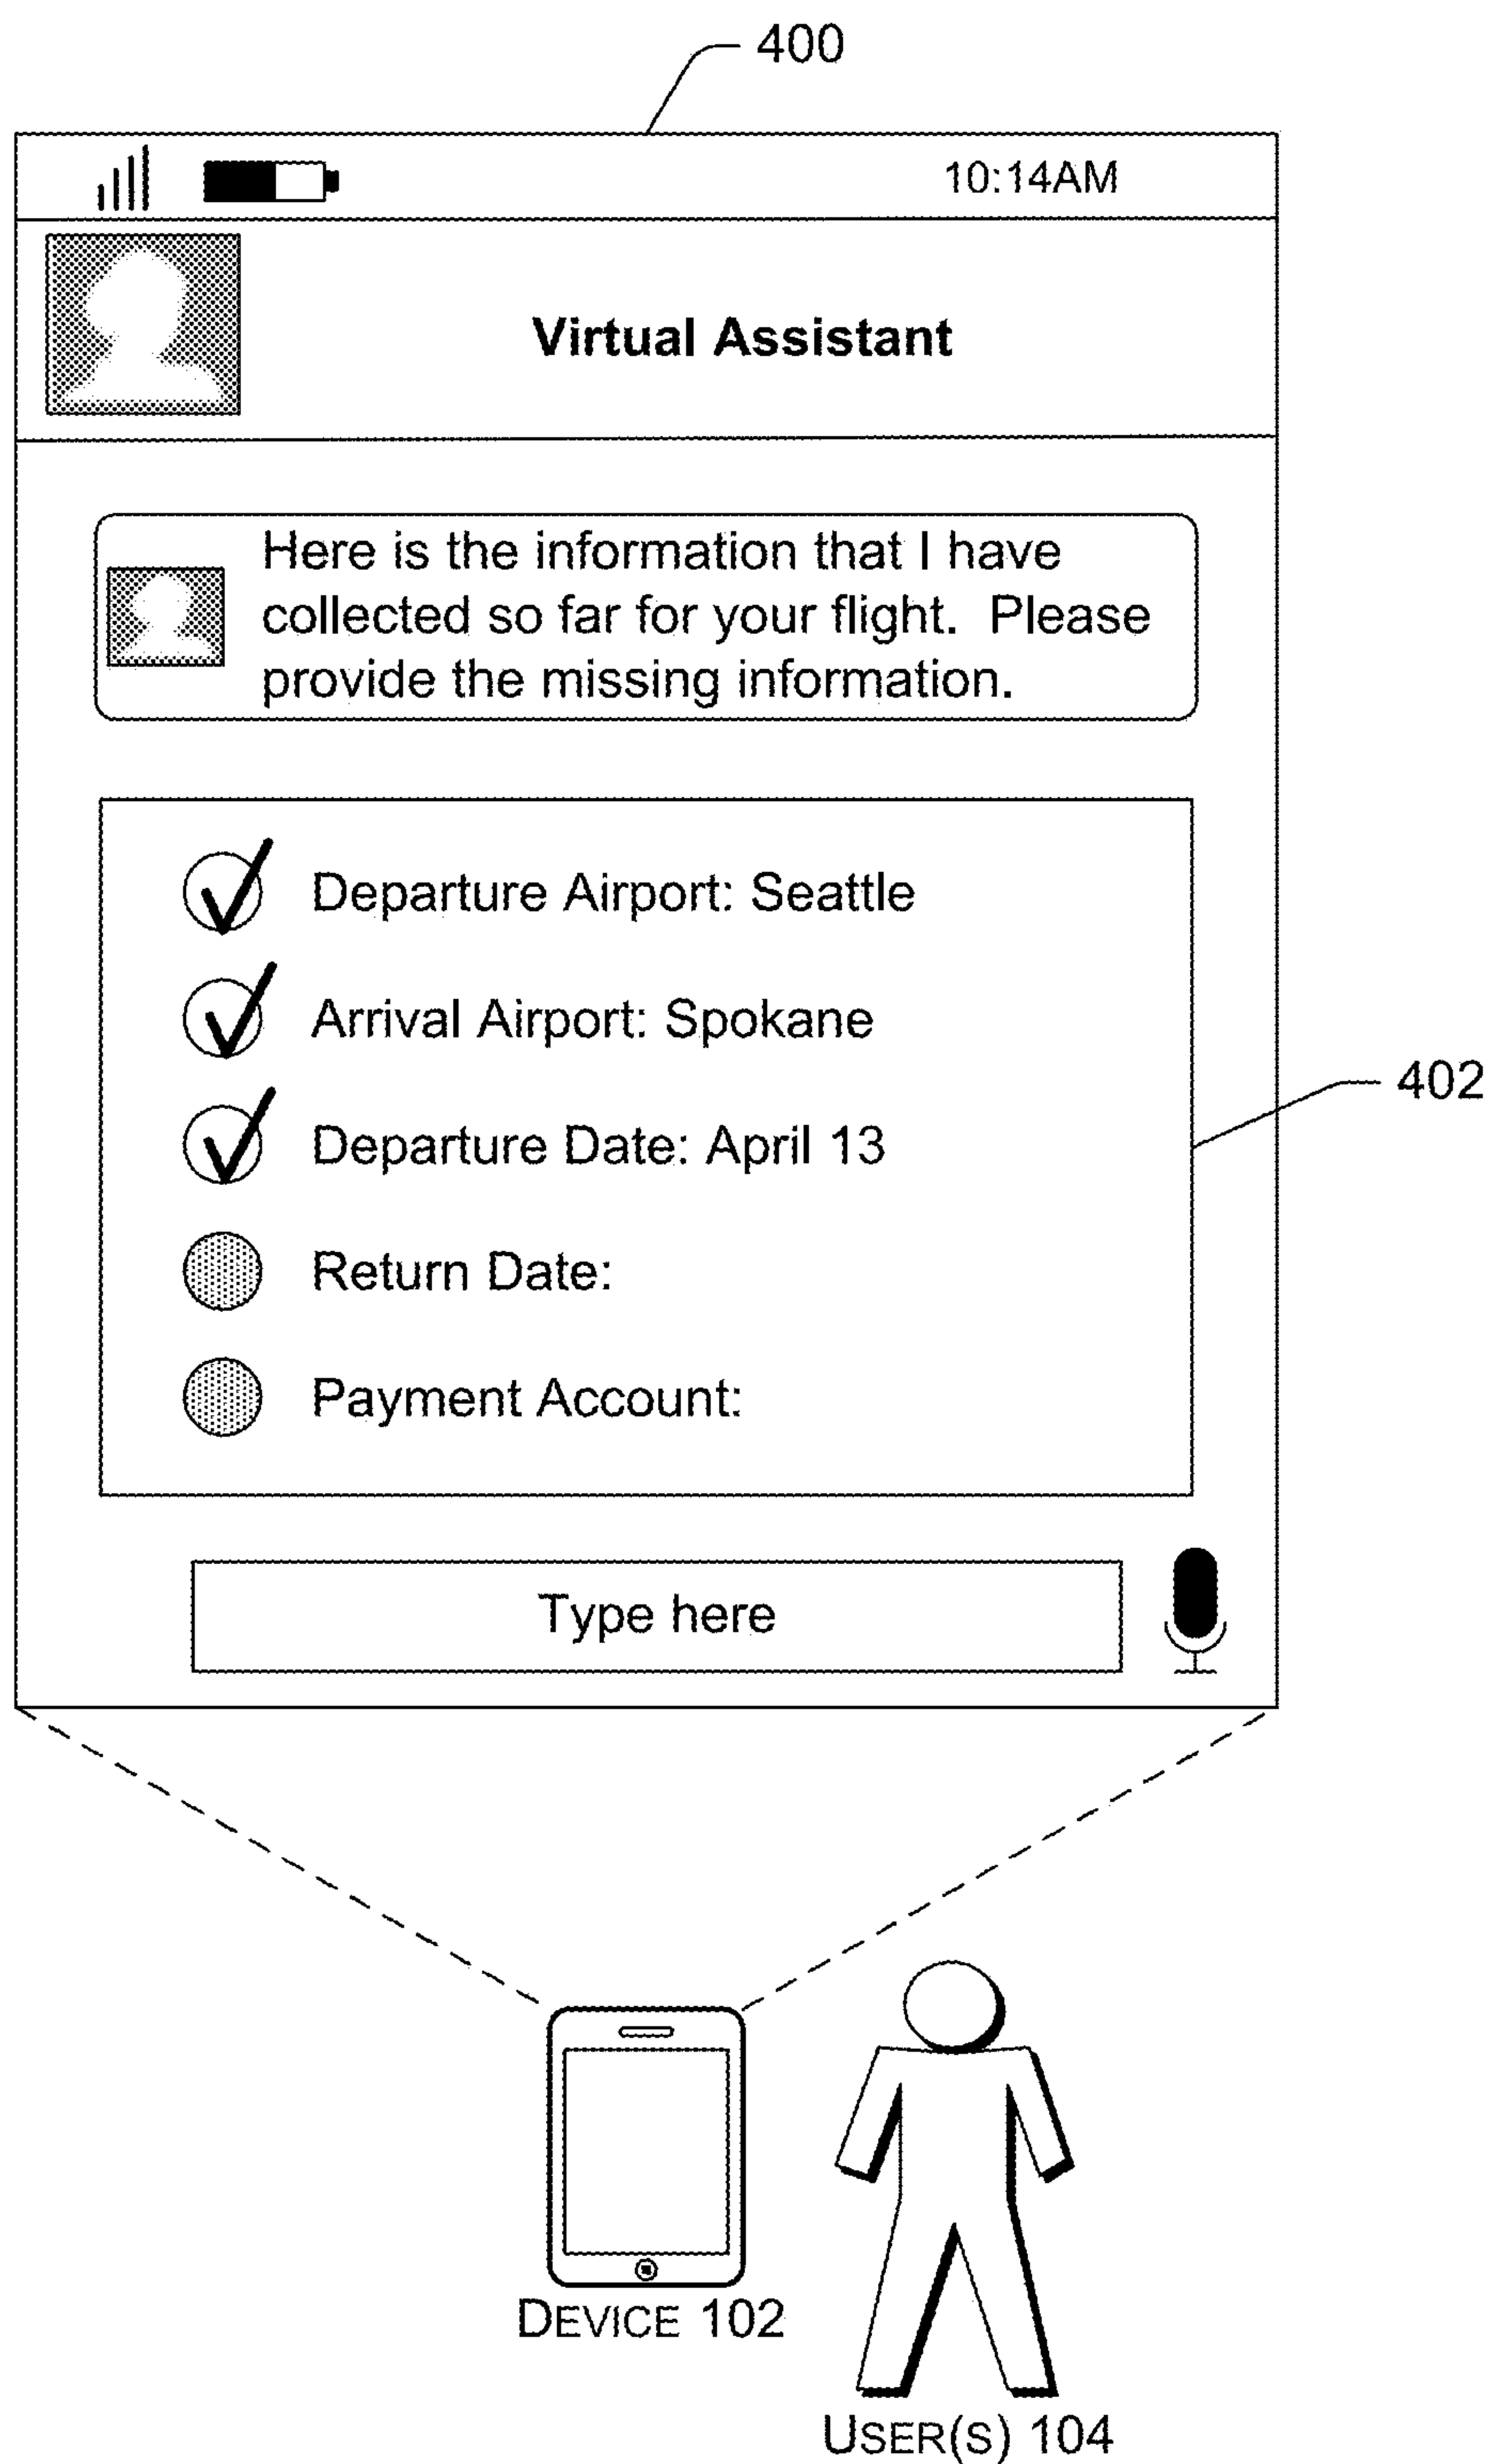 400
10:14AM
Virtual Assistant
Here is the information that I have
collected so far for your flight.  Please
provide the missing information.
Departure Airport: Seattle
Arrival Airport: Spokane
402
Departure Date: April 13
Return Date:
Payment Account:
Type here
DEVICE 102
USER(S) 104